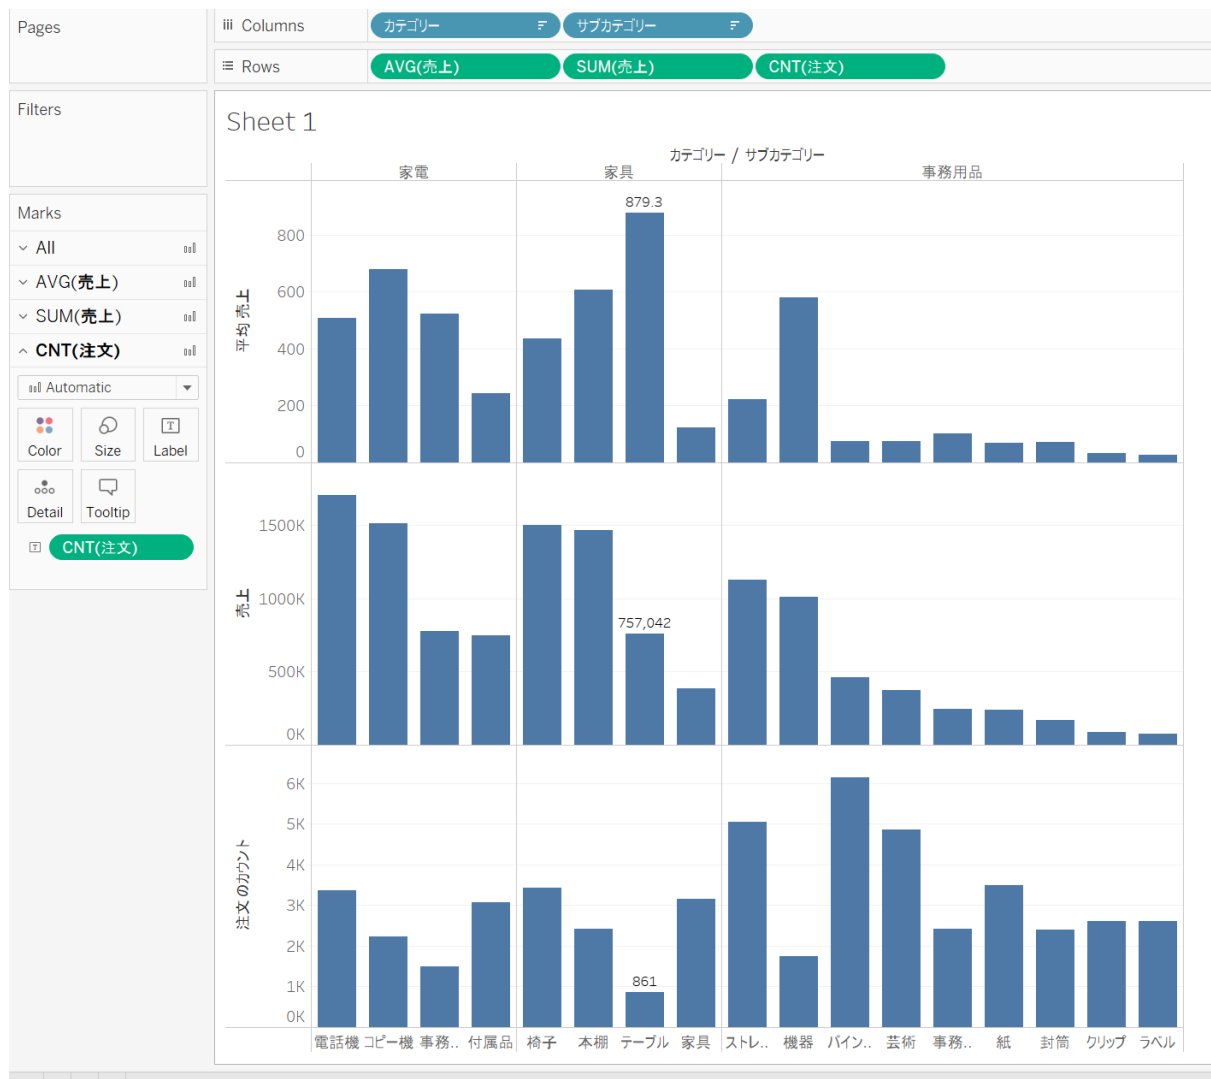 Pages
iii Columns カテゴリー サブカテゴリー
Rows AVG(売上) SUM(売上) CNT(注文)
Filters
Marks
All
AVG(売上)
SUM(売上)
CNT(注文)
Automatic
Color Size Label
Detail Tooltip
CNT(注文)
Sheet 1
カテゴリー / サブカテゴリー
家電 家具 事務用品
平均 売上
800
600
400
200
0
879.3
売上
1500K
1000K
500K
0K
757,042
注文 のカウント
6K
5K
4K
3K
2K
1K
0K
861
電話機 コピー機 事務.. 付属品 椅子 本棚 テーブル 家具 ストレ.. 機器 バイン.. 芸術 事務.. 紙 封筒 クリップ ラベル